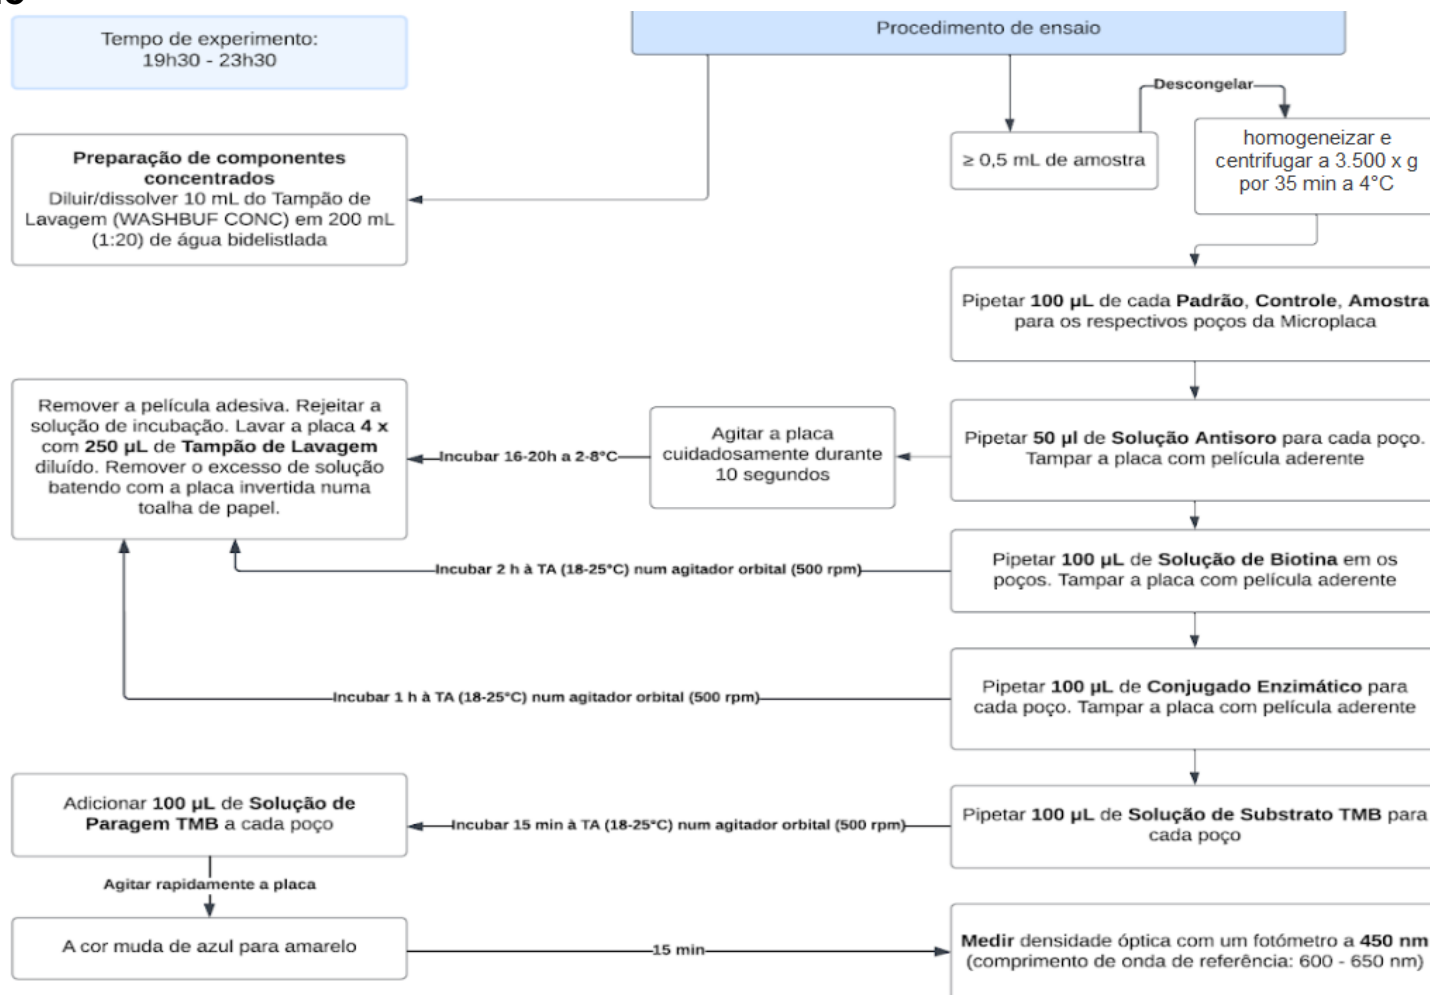 Tempo de experimento:
19h30 - 23h30
Procedimento de ensaio
Descongelar
≥ 0,5 mL de amostra
homogeneizar e
centrifugar a 3.500 x g
por 35 min a 4°C
Preparação de componentes
concentrados
Diluir/dissolver 10 mL do Tampão de
Lavagem (WASHBUF CONC) em 200 mL
(1:20) de água bidelistlada
Pipetar 100 µL de cada Padrão, Controle, Amostra
para os respectivos poços da Microplaca
Pipetar 50 µl de Solução Antisoro para cada poço.
Tampar a placa com película aderente
Agitar a placa
cuidadosamente durante
10 segundos
Incubar 16-20h a 2-8°C
Remover a película adesiva. Rejeitar a
solução de incubação. Lavar a placa 4 x
com 250 µL de Tampão de Lavagem
diluído. Remover o excesso de solução
batendo com a placa invertida numa
toalha de papel.
Pipetar 100 µL de Solução de Biotina em os
poços. Tampar a placa com película aderente
Incubar 2 h à TA (18-25°C) num agitador orbital (500 rpm)
Pipetar 100 µL de Conjugado Enzimático para
cada poço. Tampar a placa com película aderente
Incubar 1 h à TA (18-25°C) num agitador orbital (500 rpm)
Pipetar 100 µL de Solução de Substrato TMB para
cada poço
Incubar 15 min à TA (18-25°C) num agitador orbital (500 rpm)
Adicionar 100 µL de Solução de
Paragem TMB a cada poço
Agitar rapidamente a placa
A cor muda de azul para amarelo
15 min
Medir densidade óptica com um fotómetro a 450 nm
(comprimento de onda de referência: 600 - 650 nm)